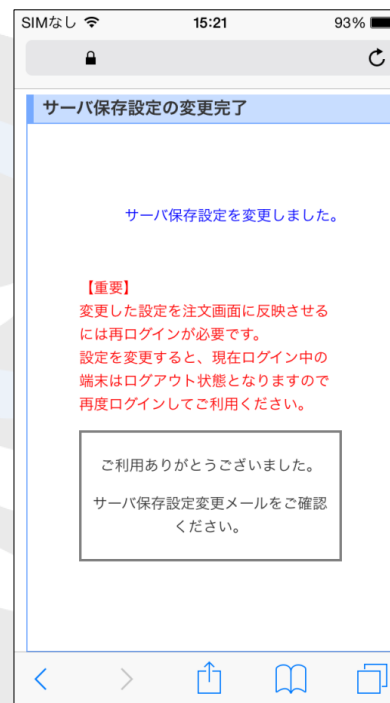 SIMなし 15:21 93%
サーバ保存設定の変更完了
サーバ保存設定を変更しました。
【重要】
変更した設定を注文画面に反映させる
には再ログインが必要です。
設定を変更すると、現在ログイン中の
端末はログアウト状態となりますので
再度ログインしてご利用ください。
ご利用ありがとうございました。
サーバ保存設定変更メールをご確認
ください。